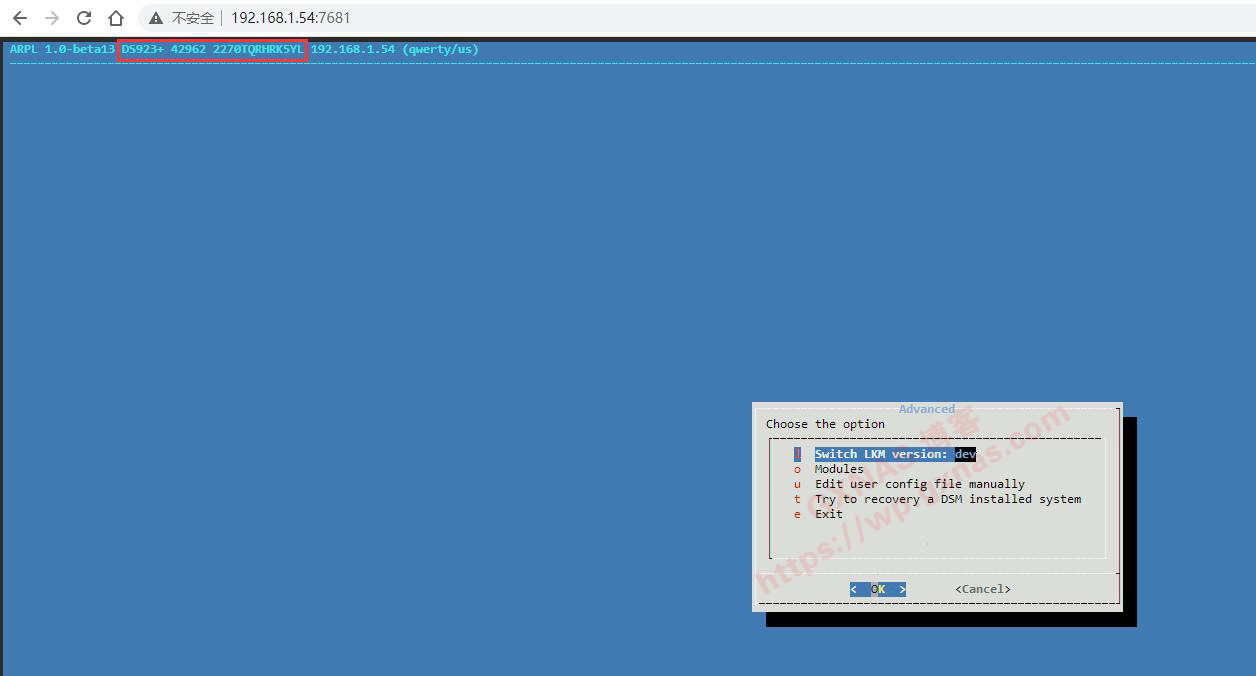 不安全 | 192.168.1.54:7681
ARPL 1.0-beta13 DS923+ 42962 2270TQRHRK5YL 192.168.1.54 (qwerty/us)
Advanced
Choose the option
l Switch LKM version: dev
o Modules
u Edit user config file manually
t Try to recovery a DSM installed system
e Exit
< OK > <Cancel>
博客
https://wp.gxnas.com